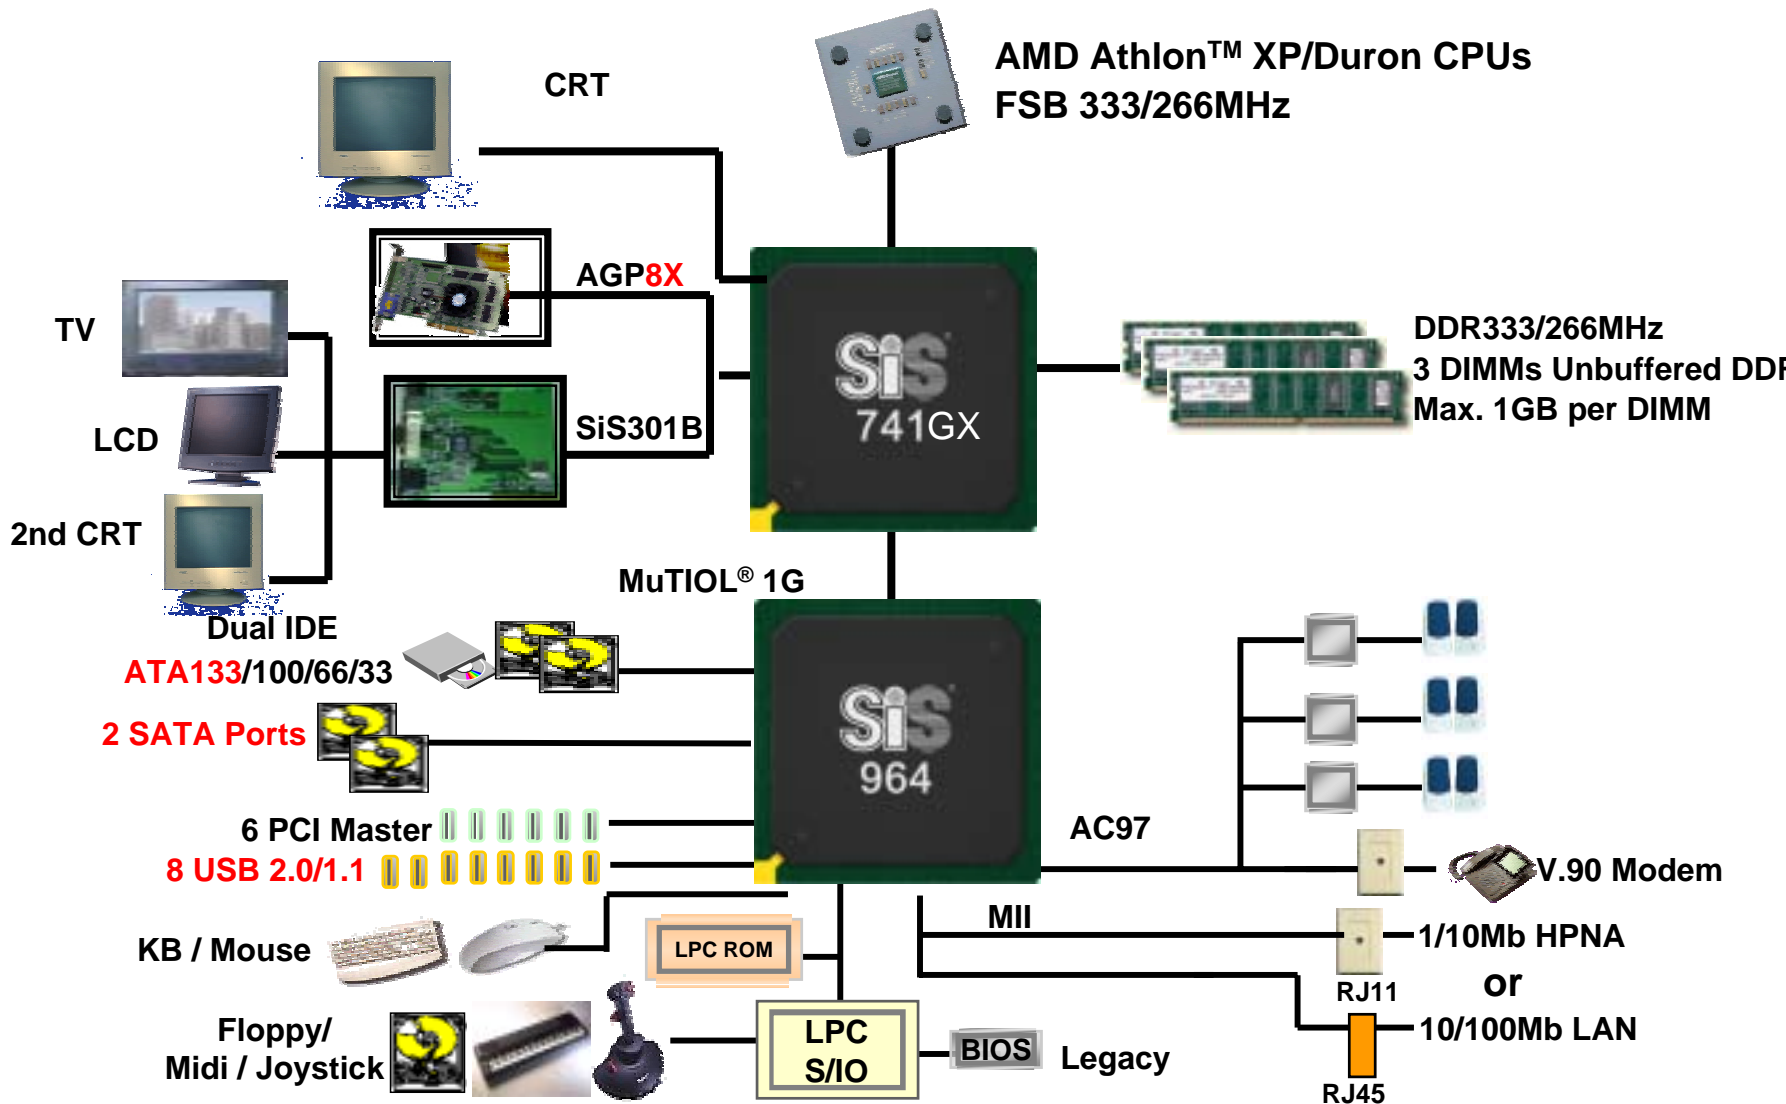 AMD Athlon™ XP/Duron CPUs
FSB 333/266MHz
CRT
AGP8X
TV
LCD
2nd CRT
SiS301B
SiS
741GX
DDR333/266MHz
3 DIMMs Unbuffered DDR
Max. 1GB per DIMM
MuTIOL® 1G
Dual IDE
ATA133/100/66/33
2 SATA Ports
SiS
964
6 PCI Master
8 USB 2.0/1.1
AC97
V.90 Modem
MII
KB / Mouse
LPC ROM
1/10Mb HPNA
RJ11
or
10/100Mb LAN
RJ45
Floppy/
Midi / Joystick
LPC
S/IO
BIOS
Legacy